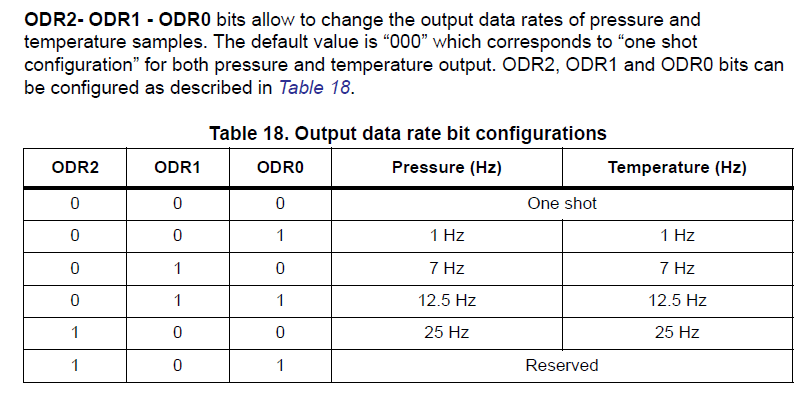 ODR2- ODR1 - ODR0 bits allow to change the output data rates of pressure and
temperature samples. The default value is “000” which corresponds to “one shot
configuration” for both pressure and temperature output. ODR2, ODR1 and ODR0 bits can
be configured as described in Table 18.
Table 18. Output data rate bit configurations
ODR2 ODR1 ODR0 Pressure (Hz) Temperature (Hz)
0 0 0 One shot
0 0 1 1 Hz 1 Hz
0 1 0 7 Hz 7 Hz
0 1 1 12.5 Hz 12.5 Hz
1 0 0 25 Hz 25 Hz
1 0 1 Reserved